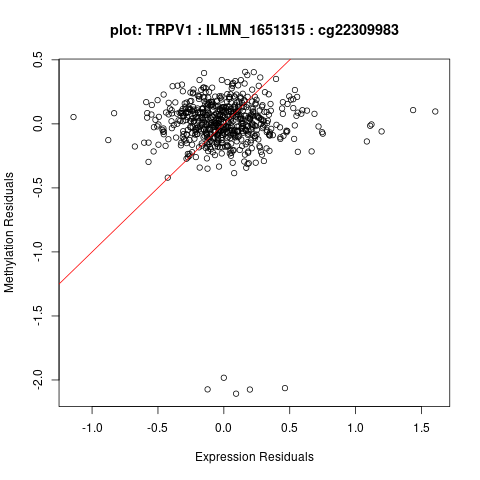 plot: TRPV1 : ILMN_1651315 : cg22309983
0.5
0.0
-0.5
-1.0
-1.5
-2.0
Methylation Residuals
-1.0 -0.5 0.0 0.5 1.0 1.5
Expression Residuals